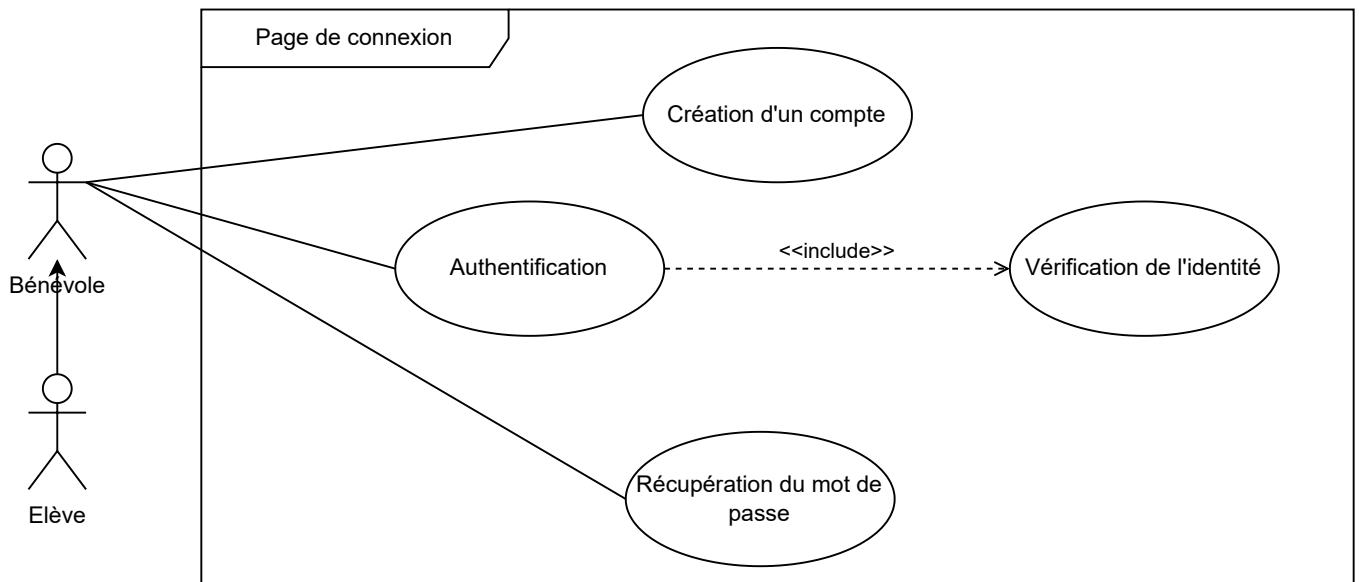 Page de connexion
Création d'un compte
Bénévole
Authentification
<<include>>
Vérification de l'identité
Elève
Récupération du mot de
passe